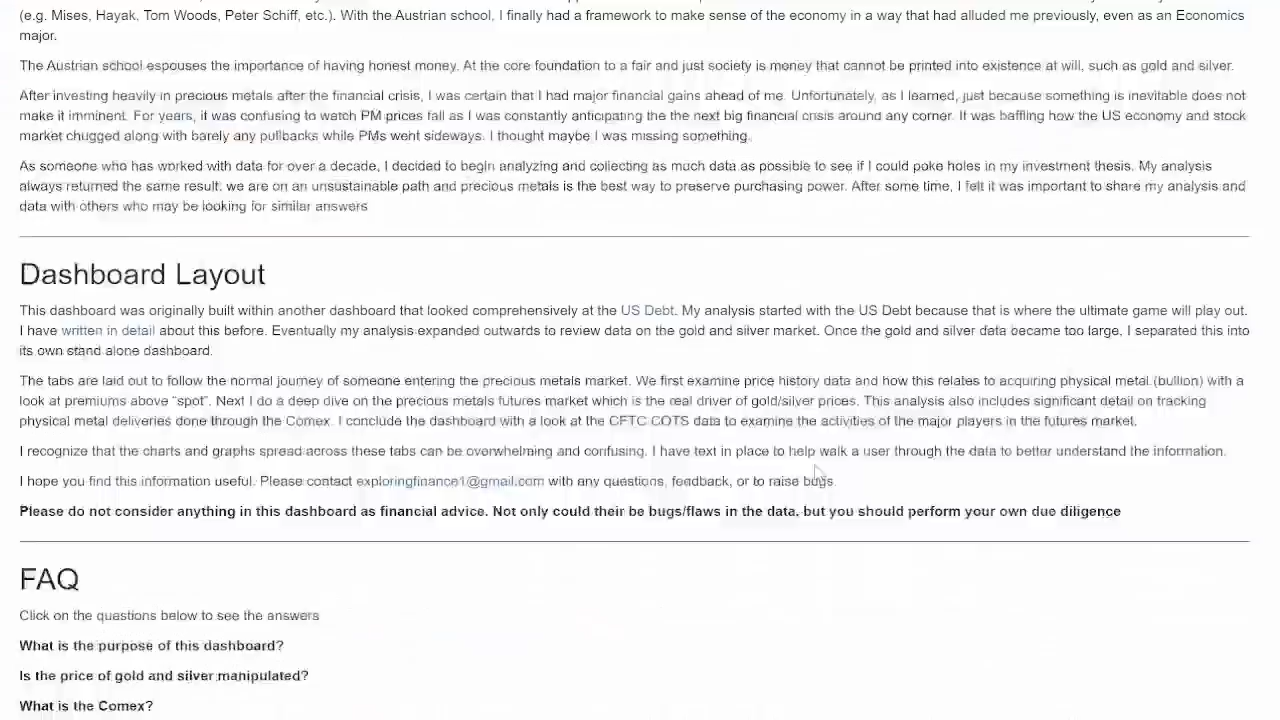 (e.g. Mises, Hayak, Tom Woods, Peter Schiff, etc.). With the Austrian school, I finally had a framework to make sense of the economy in a way that had alluded me previously, even as an Economics
major.
The Austrian school espouses the importance of having honest money. At the core foundation to a fair and just society is money that cannot be printed into existence at will, such as gold and silver.
After investing heavily in precious metals after the financial crisis, I was certain that I had major financial gains ahead of me. Unfortunately, as I learned, just because something is inevitable does not
make it imminent. For years, it was confusing to watch PM prices fall as I was constantly anticipating the the next big financial crisis around any corner. It was baffling how the US economy and stock
market chugged along with barely any pullbacks while PMs went sideways. I thought maybe I was missing something.
As someone who has worked with data for over a decade, I decided to begin analyzing and collecting as much data as possible to see if I could poke holes in my investment thesis. My analysis
always returned the same result: we are on an unsustainable path and precious metals is the best way to preserve purchasing power. After some time, I felt it was important to share my analysis and
data with others who may be looking for similar answers
Dashboard Layout
This dashboard was originally built within another dashboard that looked comprehensively at the US Debt. My analysis started with the US Debt because that is where the ultimate game will play out.
I have written in detail about this before. Eventually my analysis expanded outwards to review data on the gold and silver market. Once the gold and silver data became too large, I separated this into
its own stand alone dashboard.
The tabs are laid out to follow the normal journey of someone entering the precious metals market. We first examine price history data and how this relates to acquiring physical metal (bullion) with a
look at premiums above “spot”. Next I do a deep dive on the precious metals futures market which is the real driver of gold/silver prices. This analysis also includes significant detail on tracking
physical metal deliveries done through the Comex. I conclude the dashboard with a look at the CFTC COTS data to examine the activities of the major players in the futures market.
I recognize that the charts and graphs spread across these tabs can be overwhelming and confusing. I have text in place to help walk a user through the data to better understand the information.
I hope you find this information useful. Please contact exploringfinance1@gmail.com with any questions, feedback, or to raise bugs.
Please do not consider anything in this dashboard as financial advice. Not only could their be bugs/flaws in the data, but you should perform your own due diligence
FAQ
Click on the questions below to see the answers
What is the purpose of this dashboard?
Is the price of gold and silver manipulated?
What is the Comex?